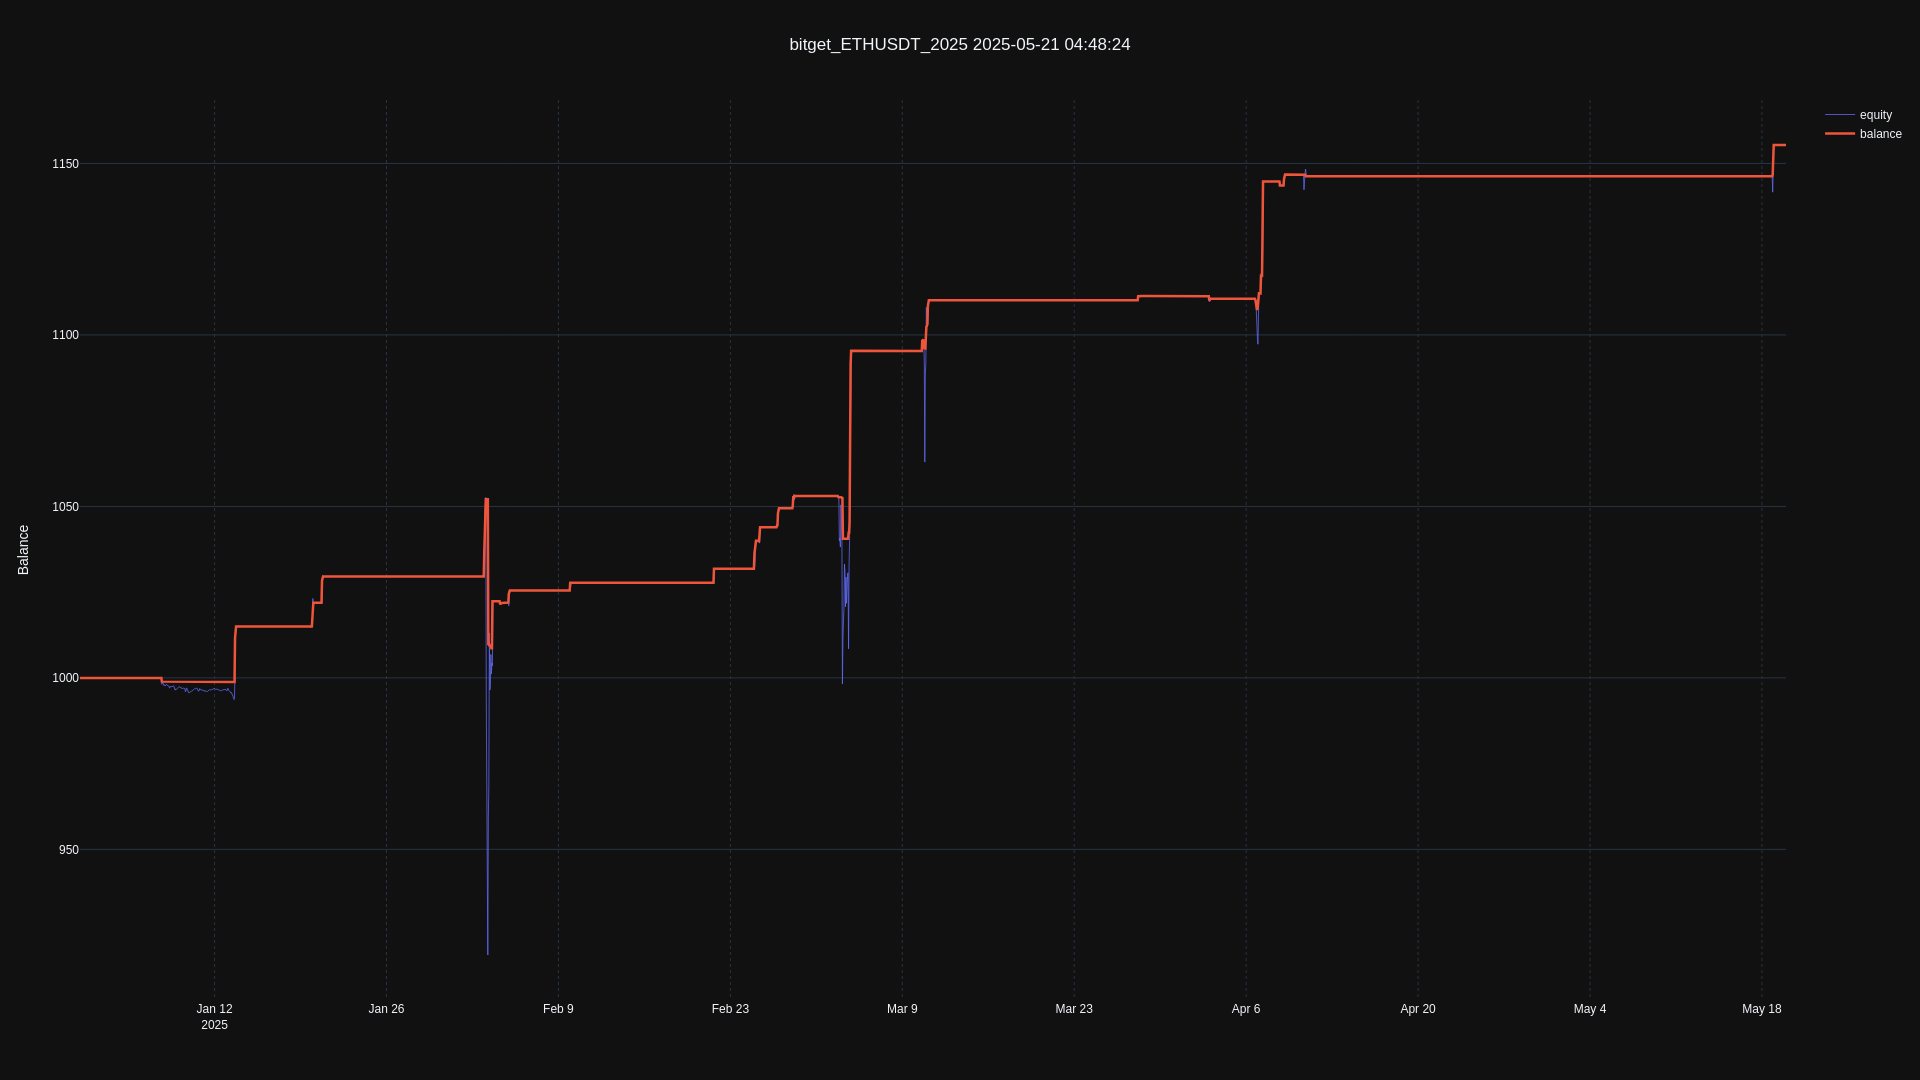 bitget_ETHUSDT_2025 2025-05-21 04:48:24
equity
balance
1150
1100
1050
1000
950
Balance
Jan 12
2025
Jan 26
Feb 9
Feb 23
Mar 9
Mar 23
Apr 6
Apr 20
May 4
May 18